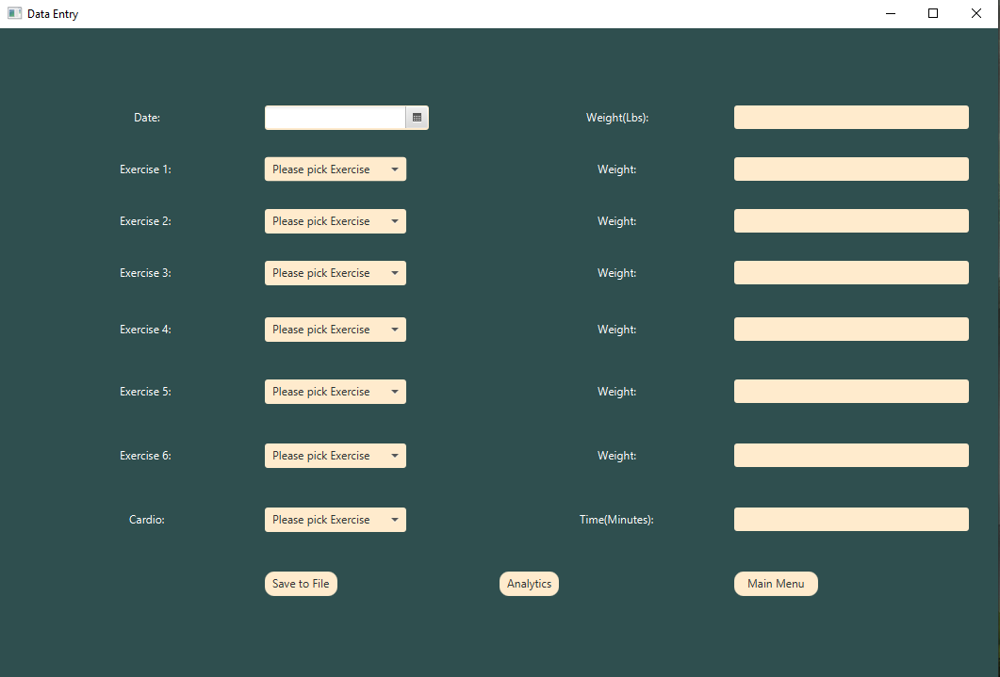 Data Entry
Date: Weight(Lbs):
Exercise 1: Please pick Exercise Weight:
Exercise 2: Please pick Exercise Weight:
Exercise 3: Please pick Exercise Weight:
Exercise 4: Please pick Exercise Weight:
Exercise 5: Please pick Exercise Weight:
Exercise 6: Please pick Exercise Weight:
Cardio: Please pick Exercise Time(Minutes):
Save to File Analytics Main Menu